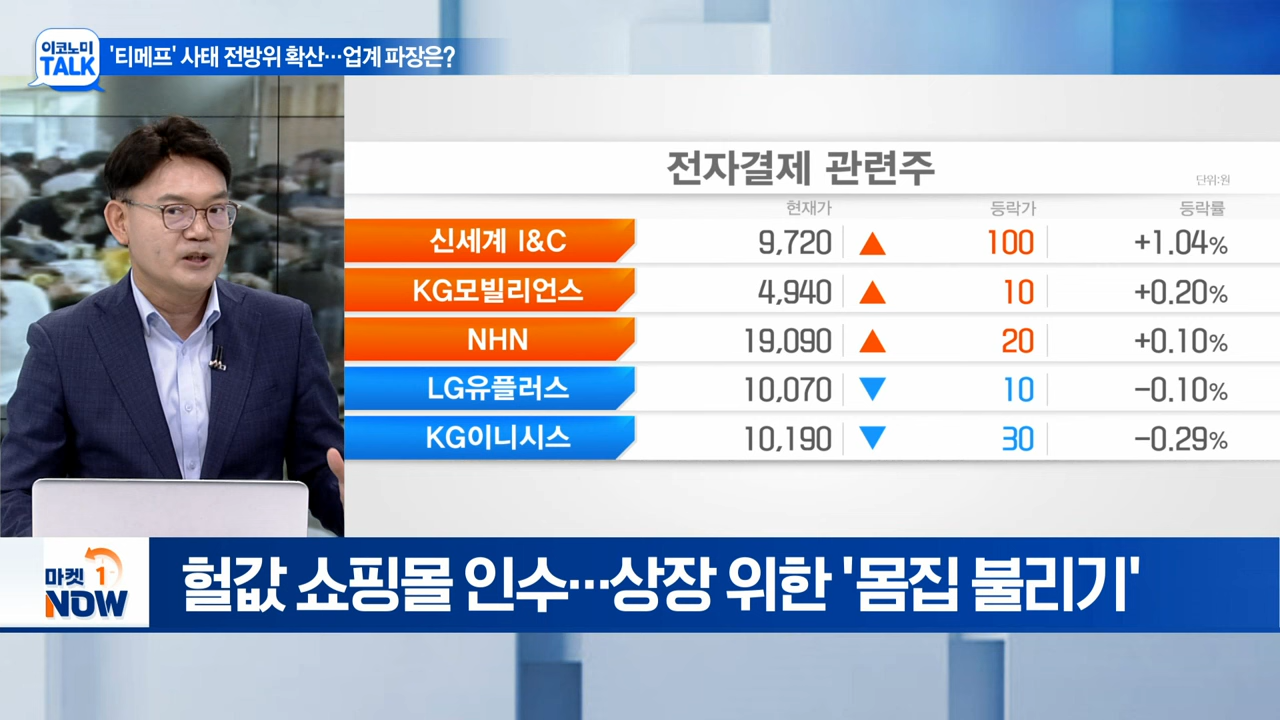 이코노미
TALK
'티메프' 사태 전방위 확산…업계 파장은?
전자결제 관련주
단위:원
현재가 등락가 등락률
신세계 I&C 9,720 ▲ 100 +1.04%
KG모빌리언스 4,940 ▲ 10 +0.20%
NHN 19,090 ▲ 20 +0.10%
LG유플러스 10,070 ▼ 10 -0.10%
KG이니시스 10,190 ▼ 30 -0.29%
마켓 1
NOW
헐값 쇼핑몰 인수…상장 위한 '몸집 불리기'